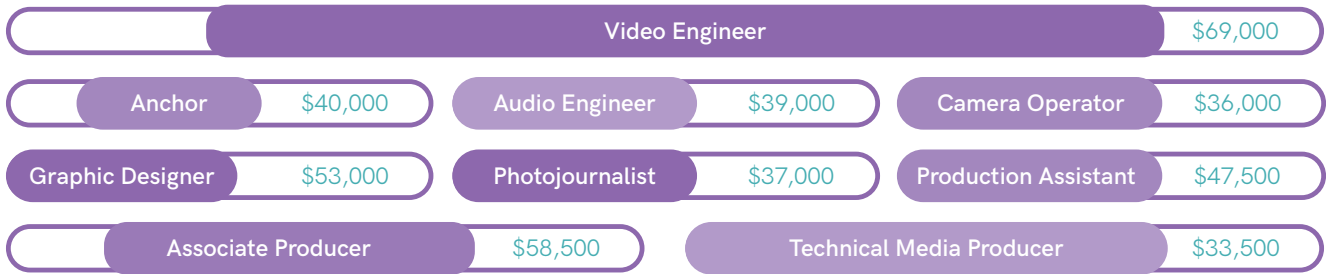 Video Engineer $69,000
Anchor $40,000 Audio Engineer $39,000 Camera Operator $36,000
Graphic Designer $53,000 Photojournalist $37,000 Production Assistant $47,500
Associate Producer $58,500 Technical Media Producer $33,500